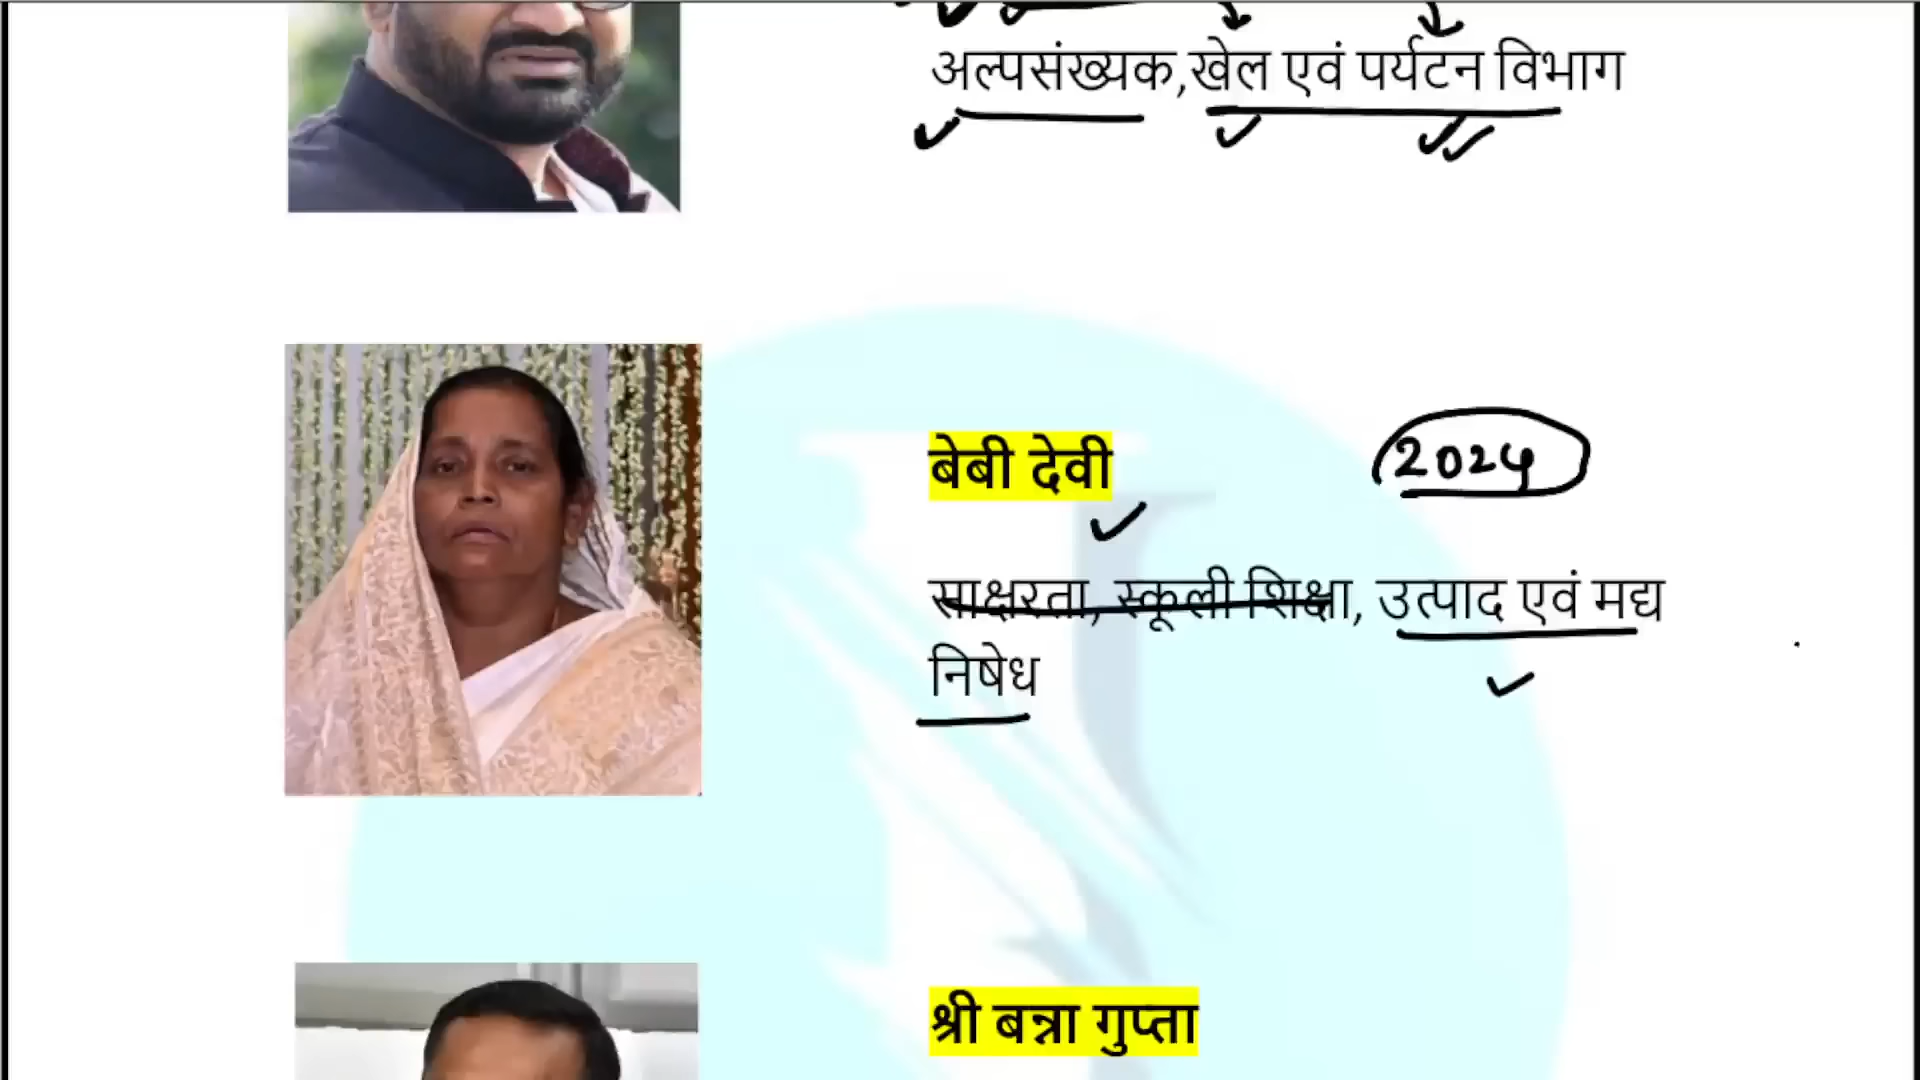 अल्पसंख्यक,खेल एवं पर्यटन विभाग
बेबी देवी
2024
साक्षरता, स्कूली शिक्षा, उत्पाद एवं मद्य
निषेध
श्री बन्ना गुप्ता